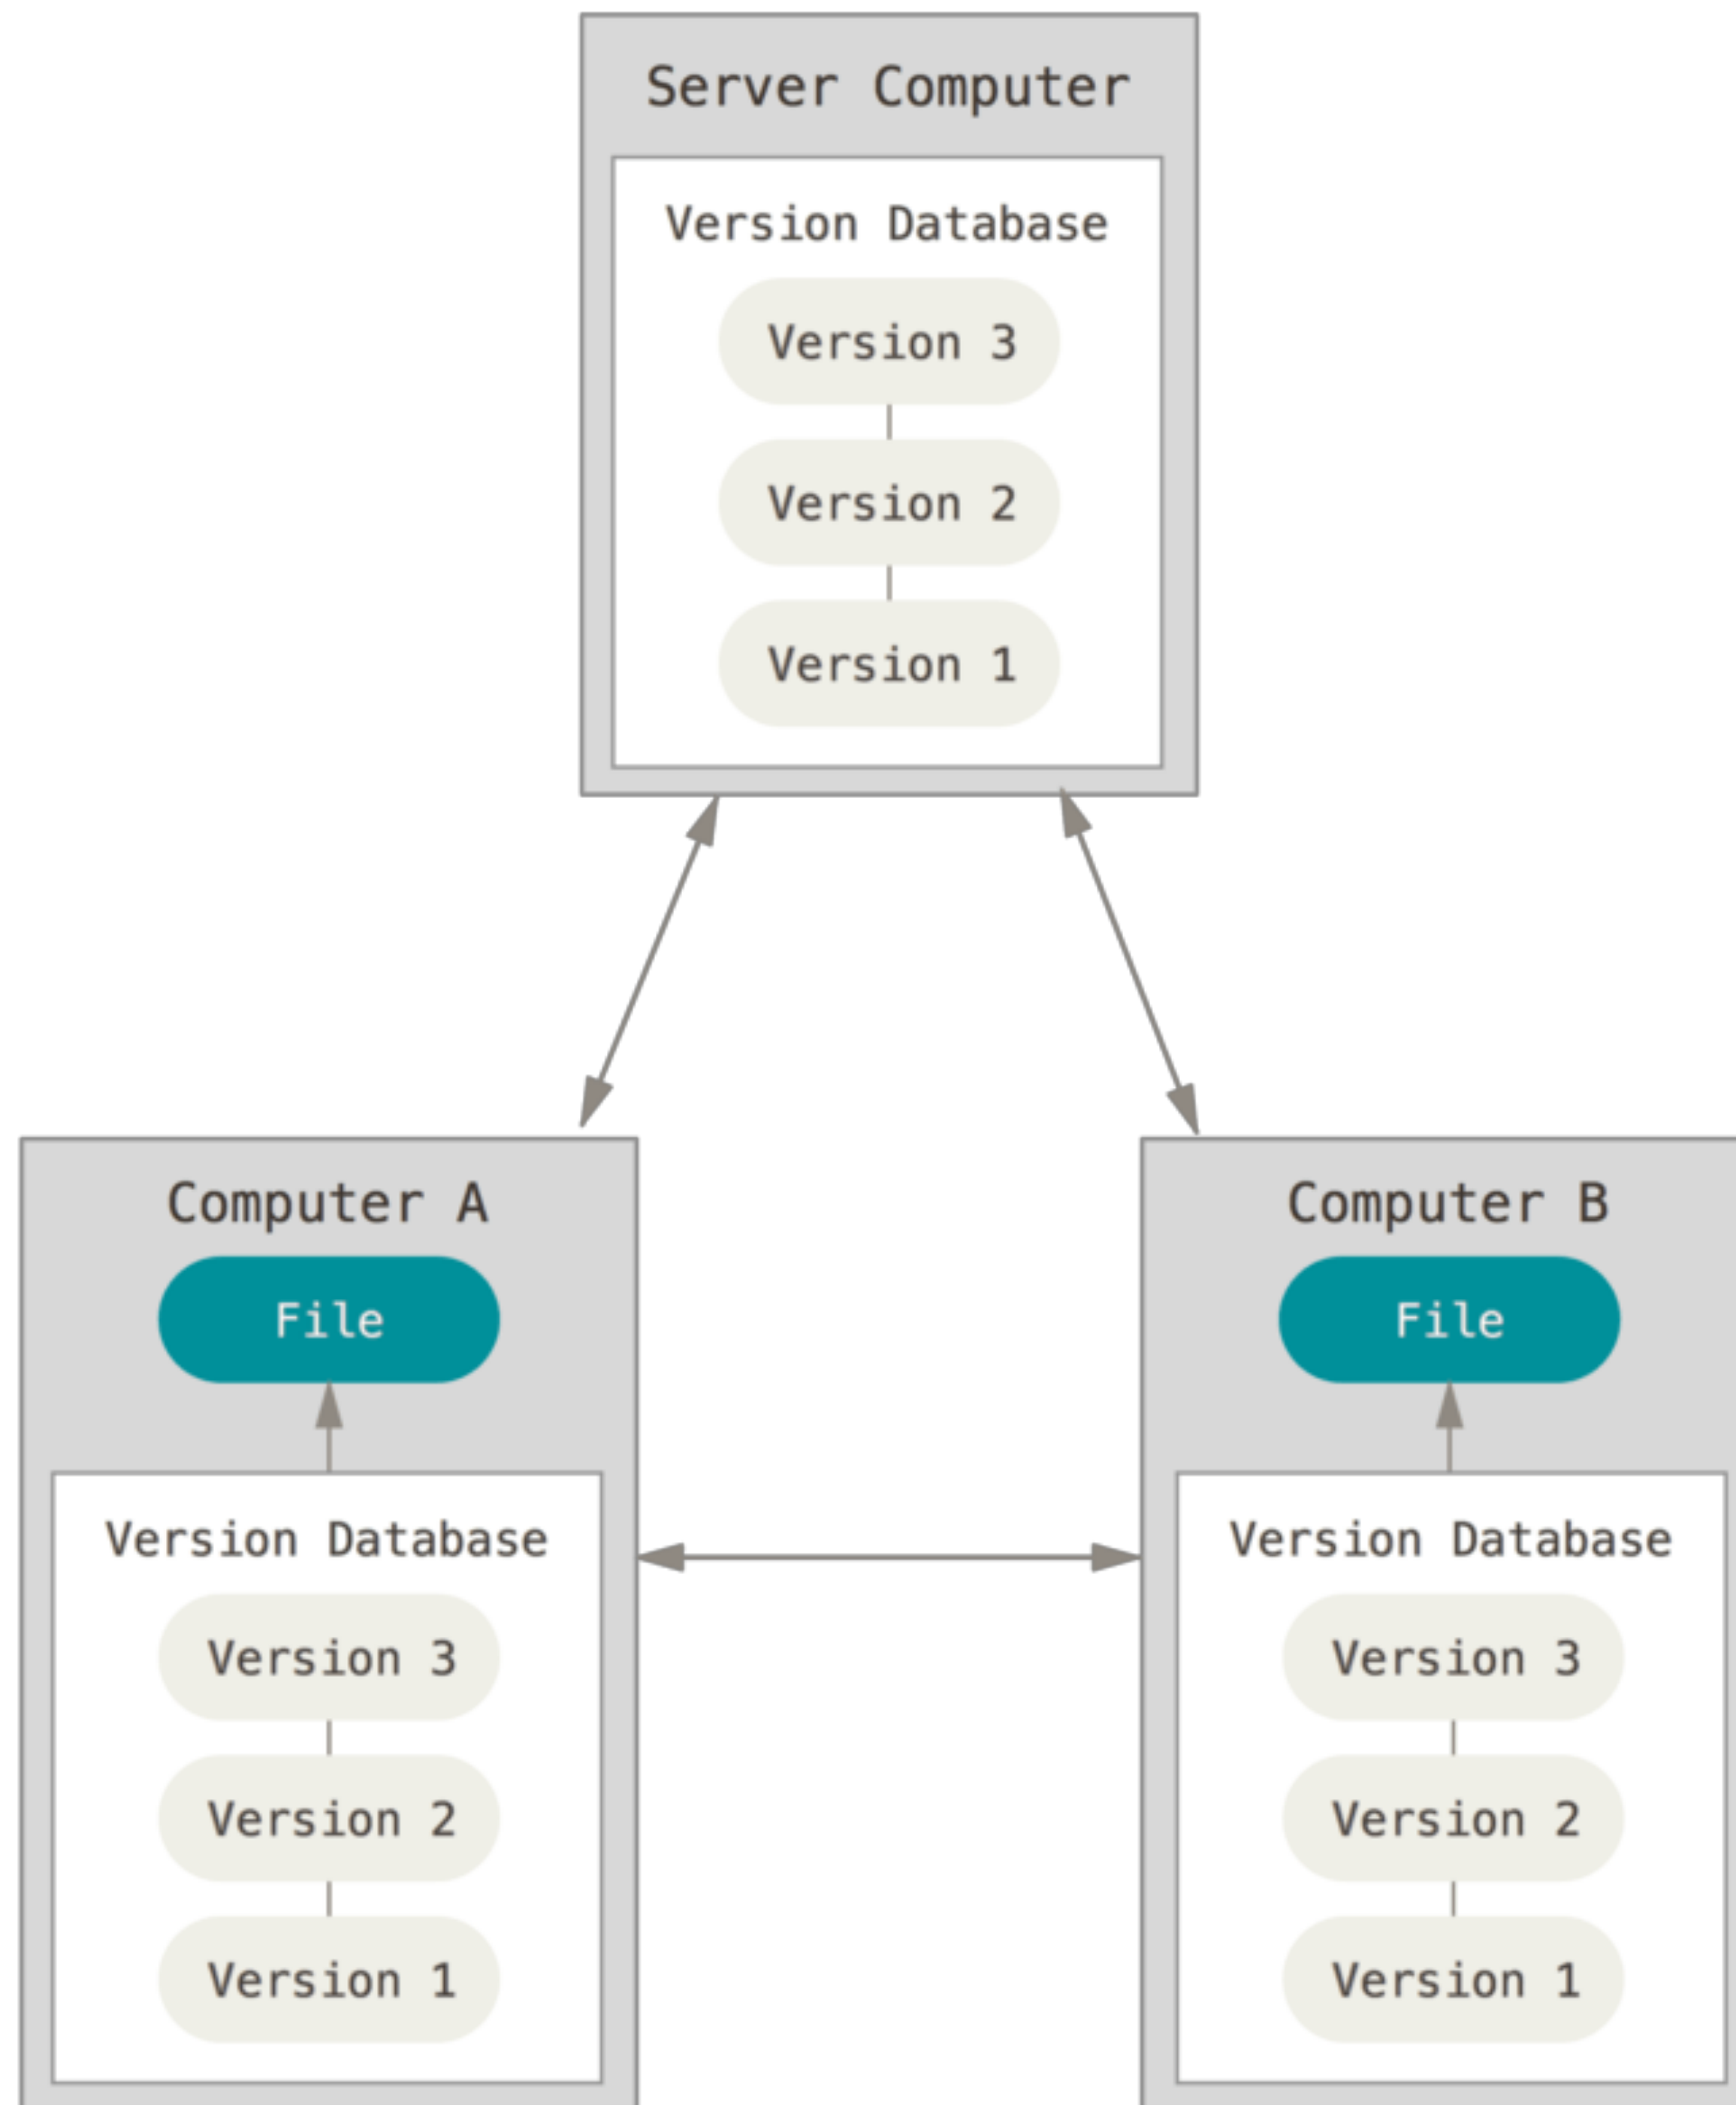 Server Computer
Version Database
Version 3
Version 2
Version 1
Computer A
File
Version Database
Version 3
Version 2
Version 1
Computer B
File
Version Database
Version 3
Version 2
Version 1